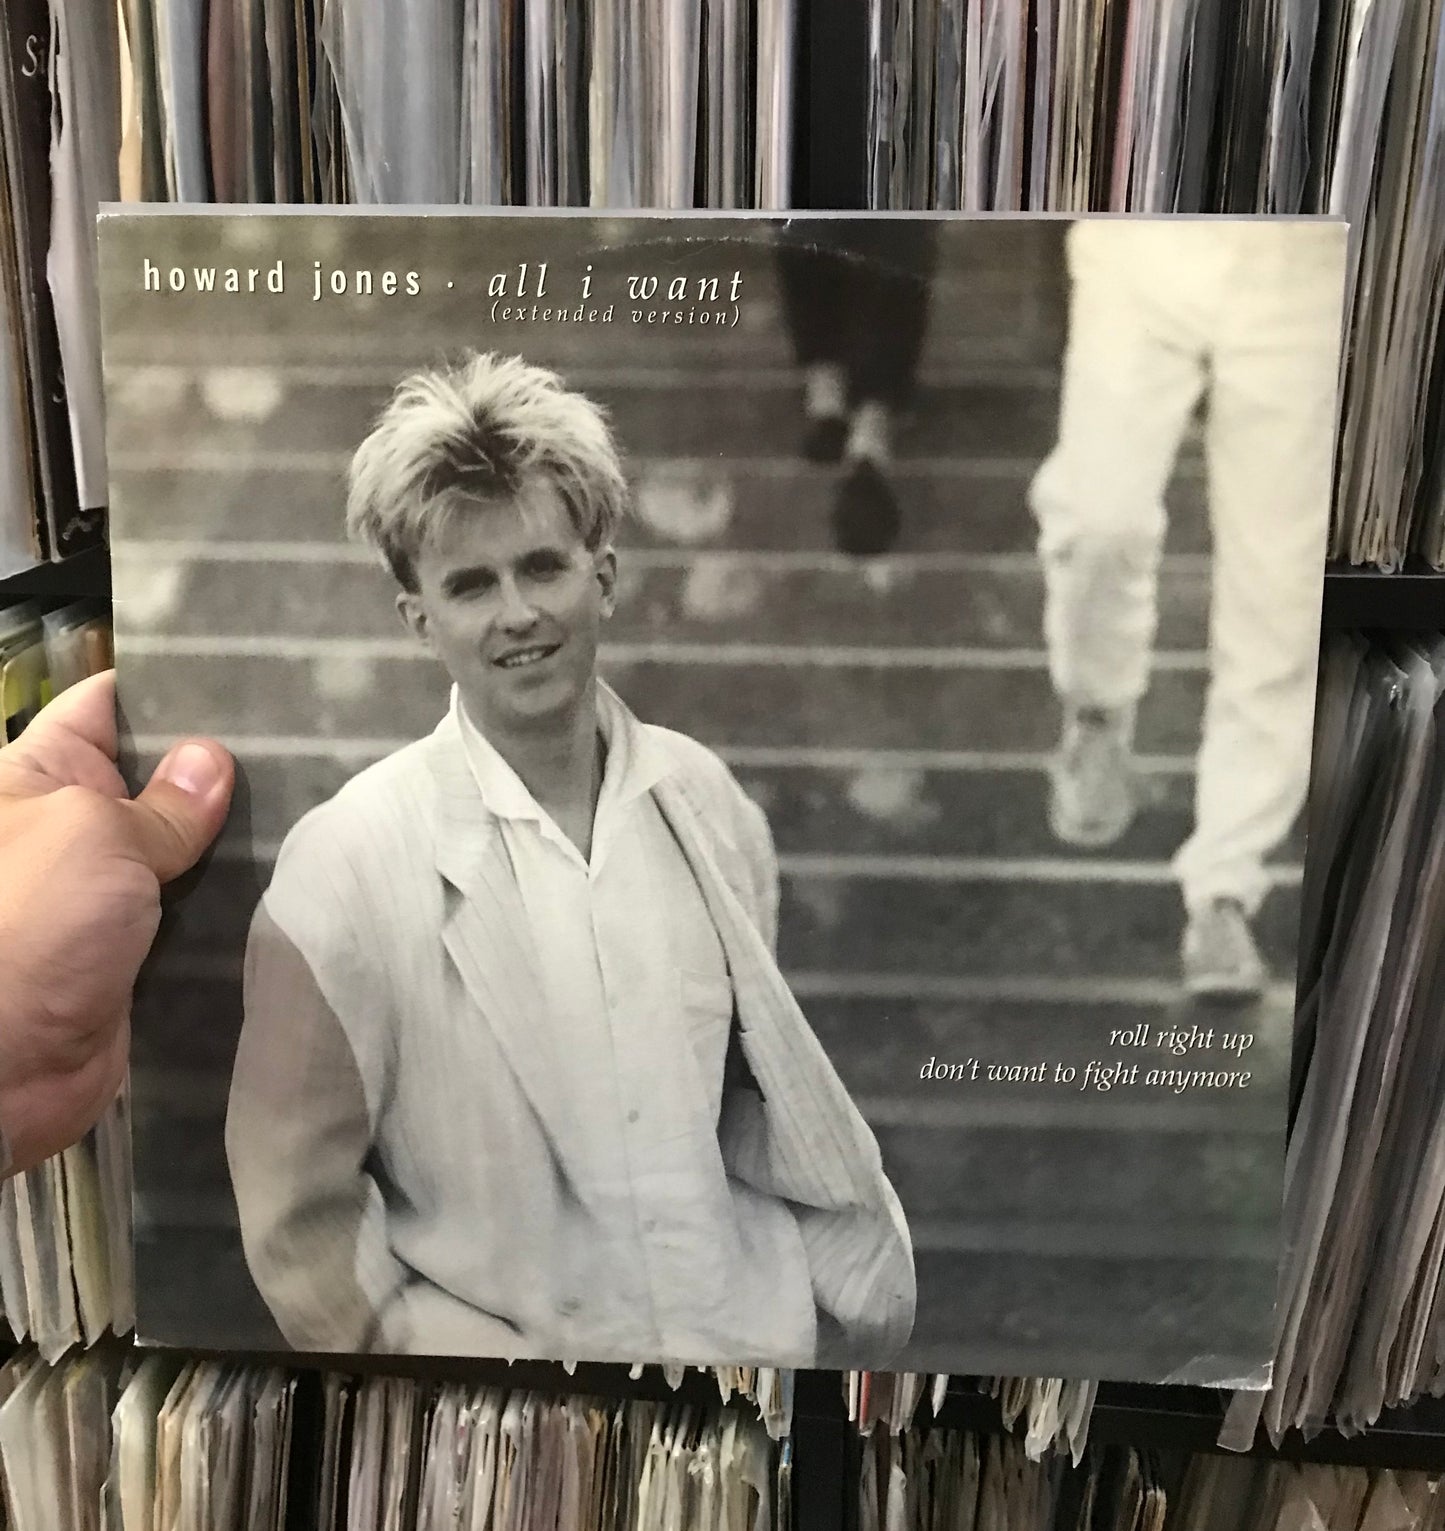 howard jones · all i want
(extended version)
roll right up
don't want to fight anymore